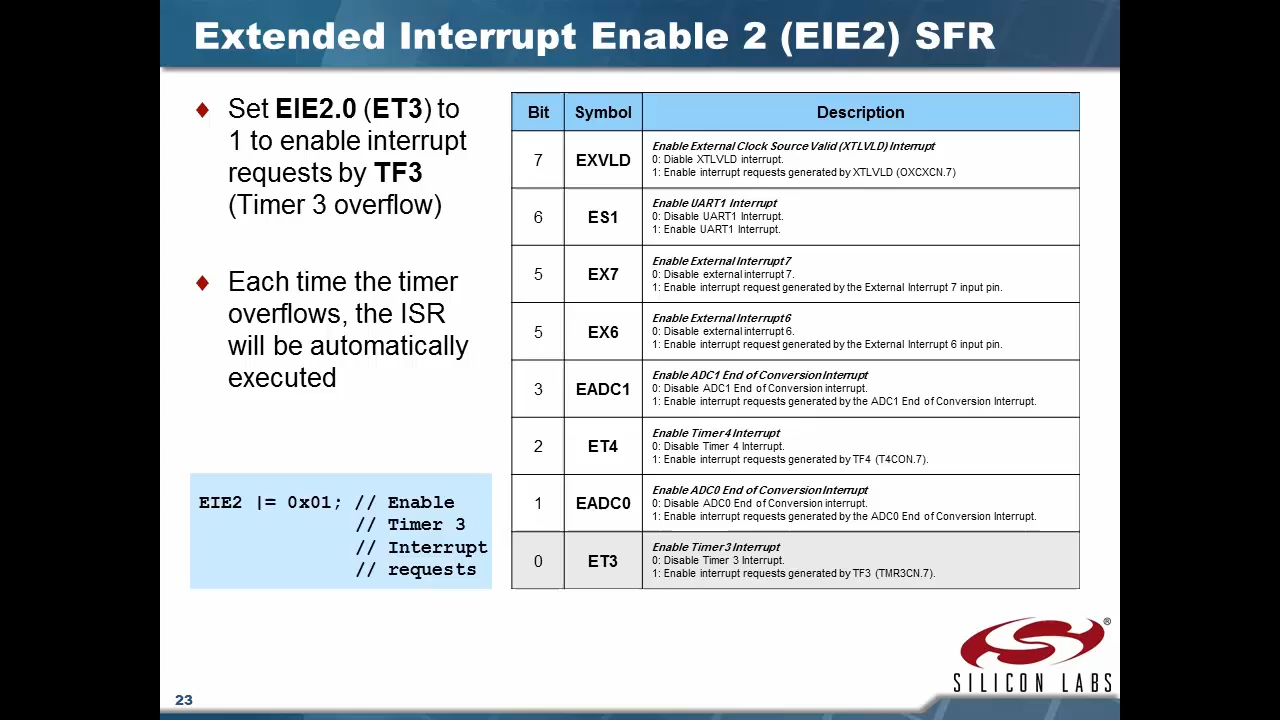 Extended Interrupt Enable 2 (EIE2) SFR
♦ Set EIE2.0 (ET3) to
1 to enable interrupt
requests by TF3
(Timer 3 overflow)
♦ Each time the timer
overflows, the ISR
will be automatically
executed
EIE2 |= 0x01; // Enable
// Timer 3
// Interrupt
// requests
Bit Symbol Description
7 EXVLD
Enable External Clock Source Valid (XTLVLD) Interrupt
0: Diable XTLVLD interrupt.
1: Enable interrupt requests generated by XTLVLD (OXCXCN.7)
6 ES1
Enable UART1 Interrupt
0: Disable UART1 Interrupt.
1: Enable UART1 Interrupt.
5 EX7
Enable External Interrupt 7
0: Disable external interrupt 7.
1: Enable interrupt request generated by the External Interrupt 7 input pin.
5 EX6
Enable External Interrupt 6
0: Disable external interrupt 6.
1: Enable interrupt request generated by the External Interrupt 6 input pin.
3 EADC1
Enable ADC1 End of Conversion Interrupt
0: Disable ADC1 End of Conversion interrupt.
1: Enable interrupt requests generated by the ADC1 End of Conversion Interrupt.
2 ET4
Enable Timer 4 Interrupt
0: Disable Timer 4 Interrupt.
1: Enable interrupt requests generated by TF4 (T4CON.7).
1 EADC0
Enable ADC0 End of Conversion Interrupt
0: Disable ADC0 End of Conversion interrupt.
1: Enable interrupt requests generated by the ADC0 End of Conversion Interrupt.
0 ET3
Enable Timer 3 Interrupt
0: Disable Timer 3 Interrupt.
1: Enable interrupt requests generated by TF3 (TMR3CN.7).
®
SILICON LABS
23